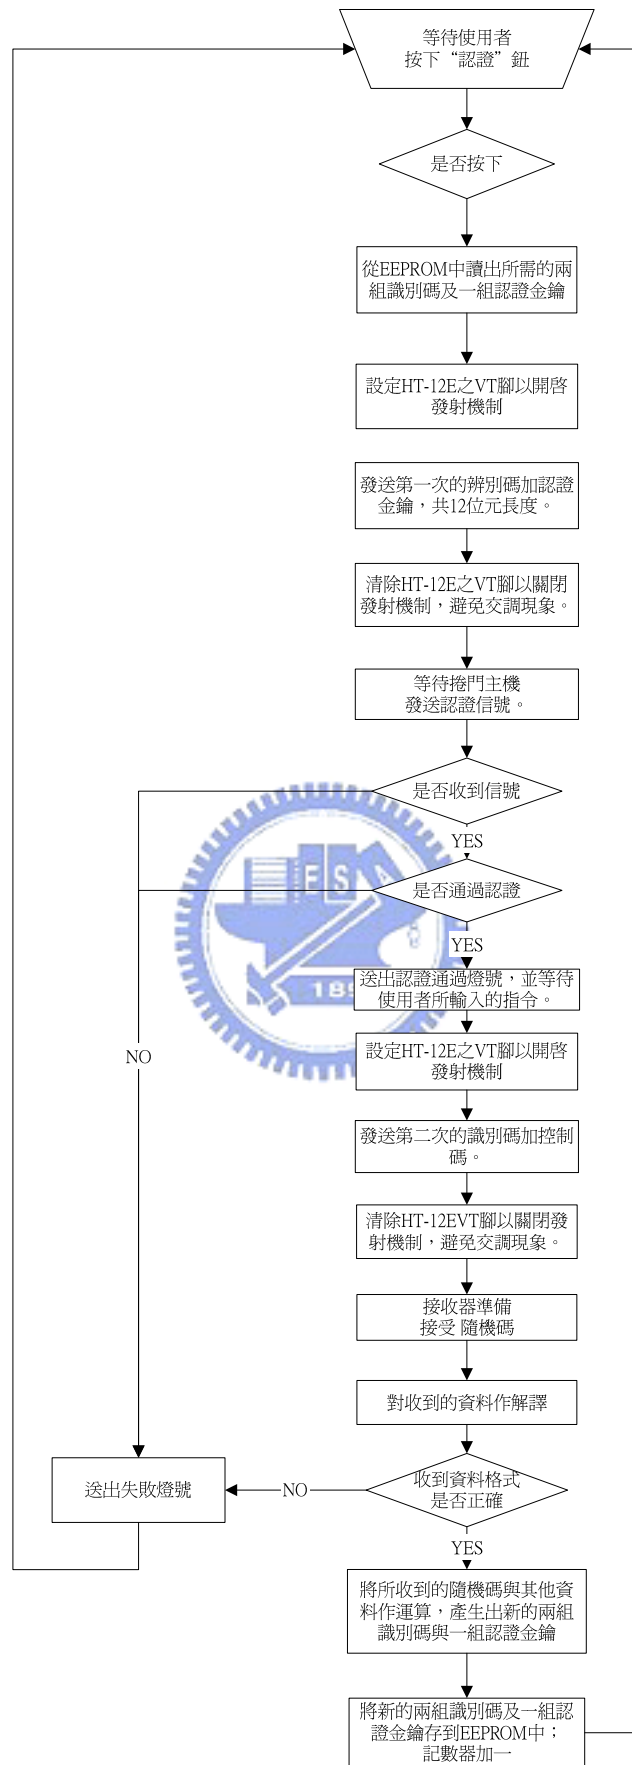 等待使用者
按下“認證”鈕
是否按下
從EEPROM中讀出所需的兩
組識別碼及一組認證金鑰
設定HT-12E之VT腳以開啓
發射機制
發送第一次的辨別碼加認證
金鑰，共12位元長度。
清除HT-12E之VT腳以關閉
發射機制，避免交調現象。
等待捲門主機
發送認證信號。
是否收到信號
YES
ES
是否通過認證
YES
送出認證通過燈號，並等待
使用者所輸入的指令。
189
NO
設定HT-12E之VT腳以開啓
發射機制
發送第二次的識別碼加控制
碼。
清除HT-12EVT腳以關閉發
射機制，避免交調現象。
接收器準備
接受 隨機碼
對收到的資料作解譯
收到資料格式
是否正確
NO
送出失敗燈號
YES
將所收到的隨機碼與其他資
料作運算，產生出新的兩組
識別碼與一組認證金鑰
將新的兩組識別碼及一組認
證金鑰存到EEPROM中；
記數器加一